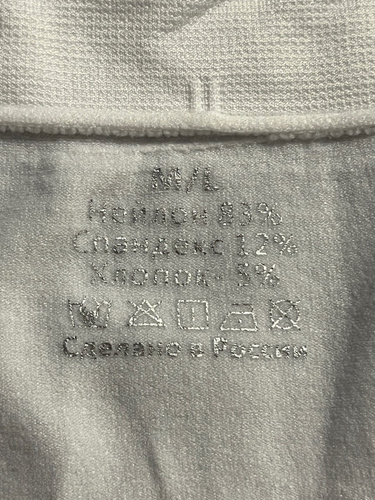 M/L
Нейлон 83%
Спандекс 12%
Хлопок- 5%
Сделано в России